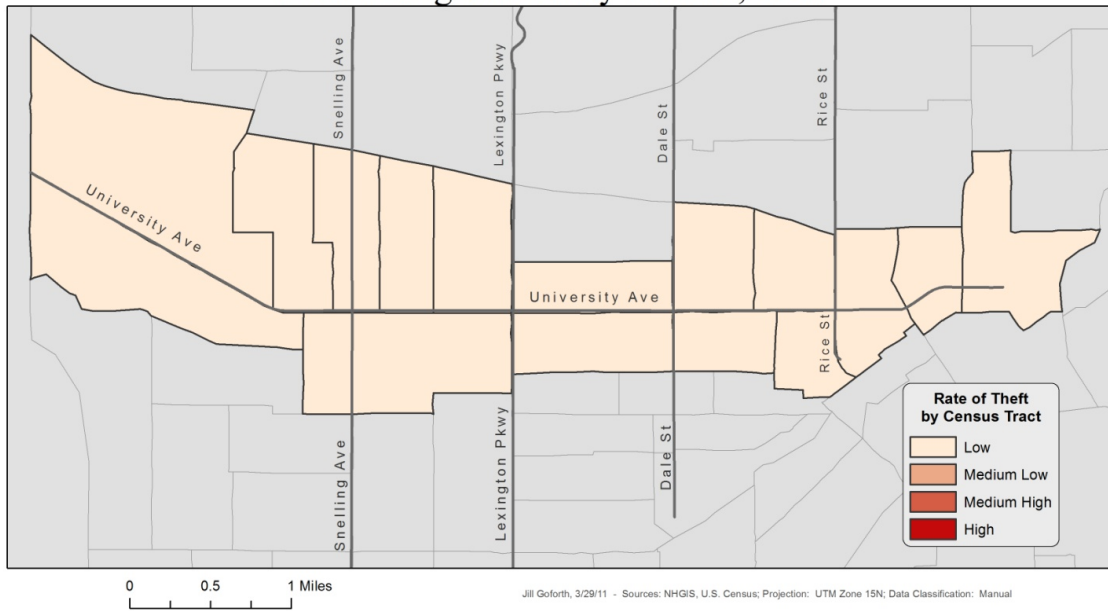 Snelling Ave
Lexington Pkwy
Dale St
Rice St
University Ave
University Ave
Rice St
Snelling Ave
Lexington Pkwy
Dale St
Rate of Theft
by Census Tract
Low
Medium Low
Medium High
High
0 0.5 1 Miles
Jill Goforth, 3/29/11 - Sources: NHGIS, U.S. Census; Projection: UTM Zone 15N; Data Classification: Manual